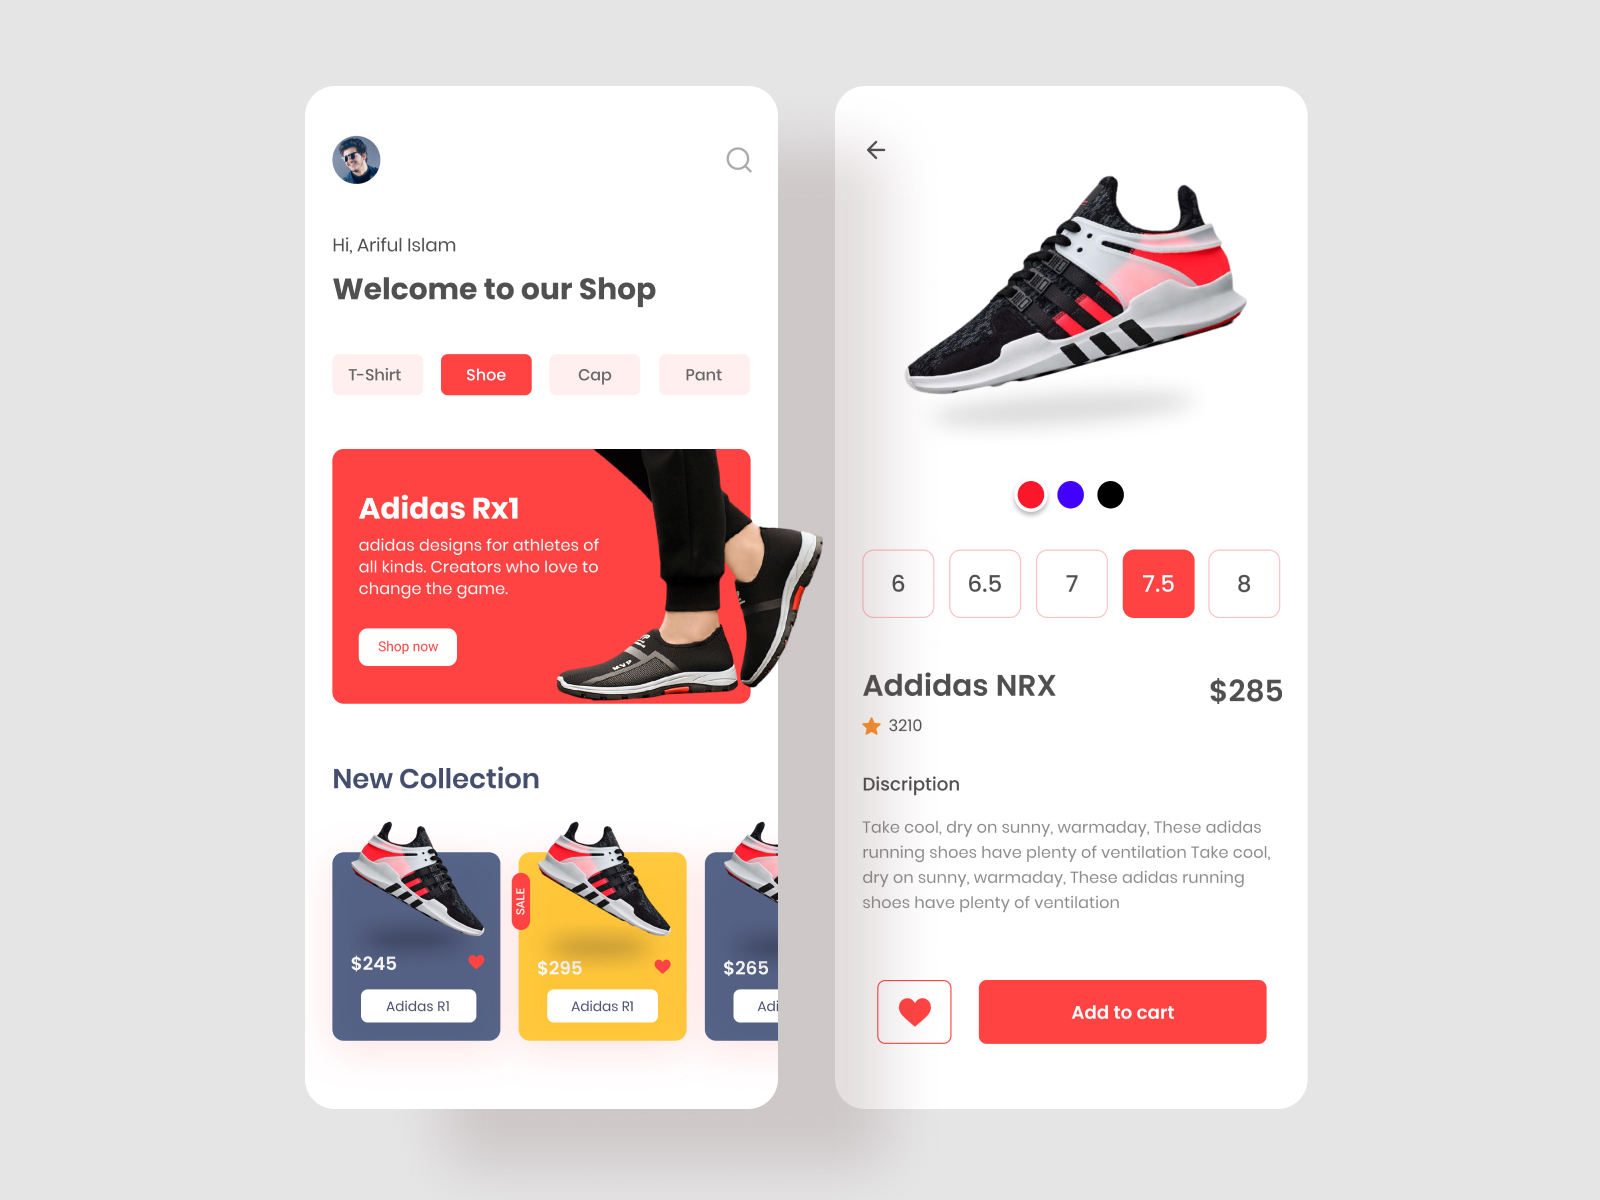 Hi, Ariful Islam
Welcome to our Shop
T-Shirt
Shoe
Cap
Pant
Adidas Rx1
adidas designs for athletes of
all kinds. Creators who love to
change the game.
Shop now
MVP
New Collection
SALE
$245
$295
$265
Adidas R1
Adidas R1
Adi
6
6.5
7
7.5
8
Addidas NRX
$285
3210
Discription
Take cool, dry on sunny, warmaday, These adidas
running shoes have plenty of ventilation Take cool,
dry on sunny, warmaday, These adidas running
shoes have plenty of ventilation
Add to cart